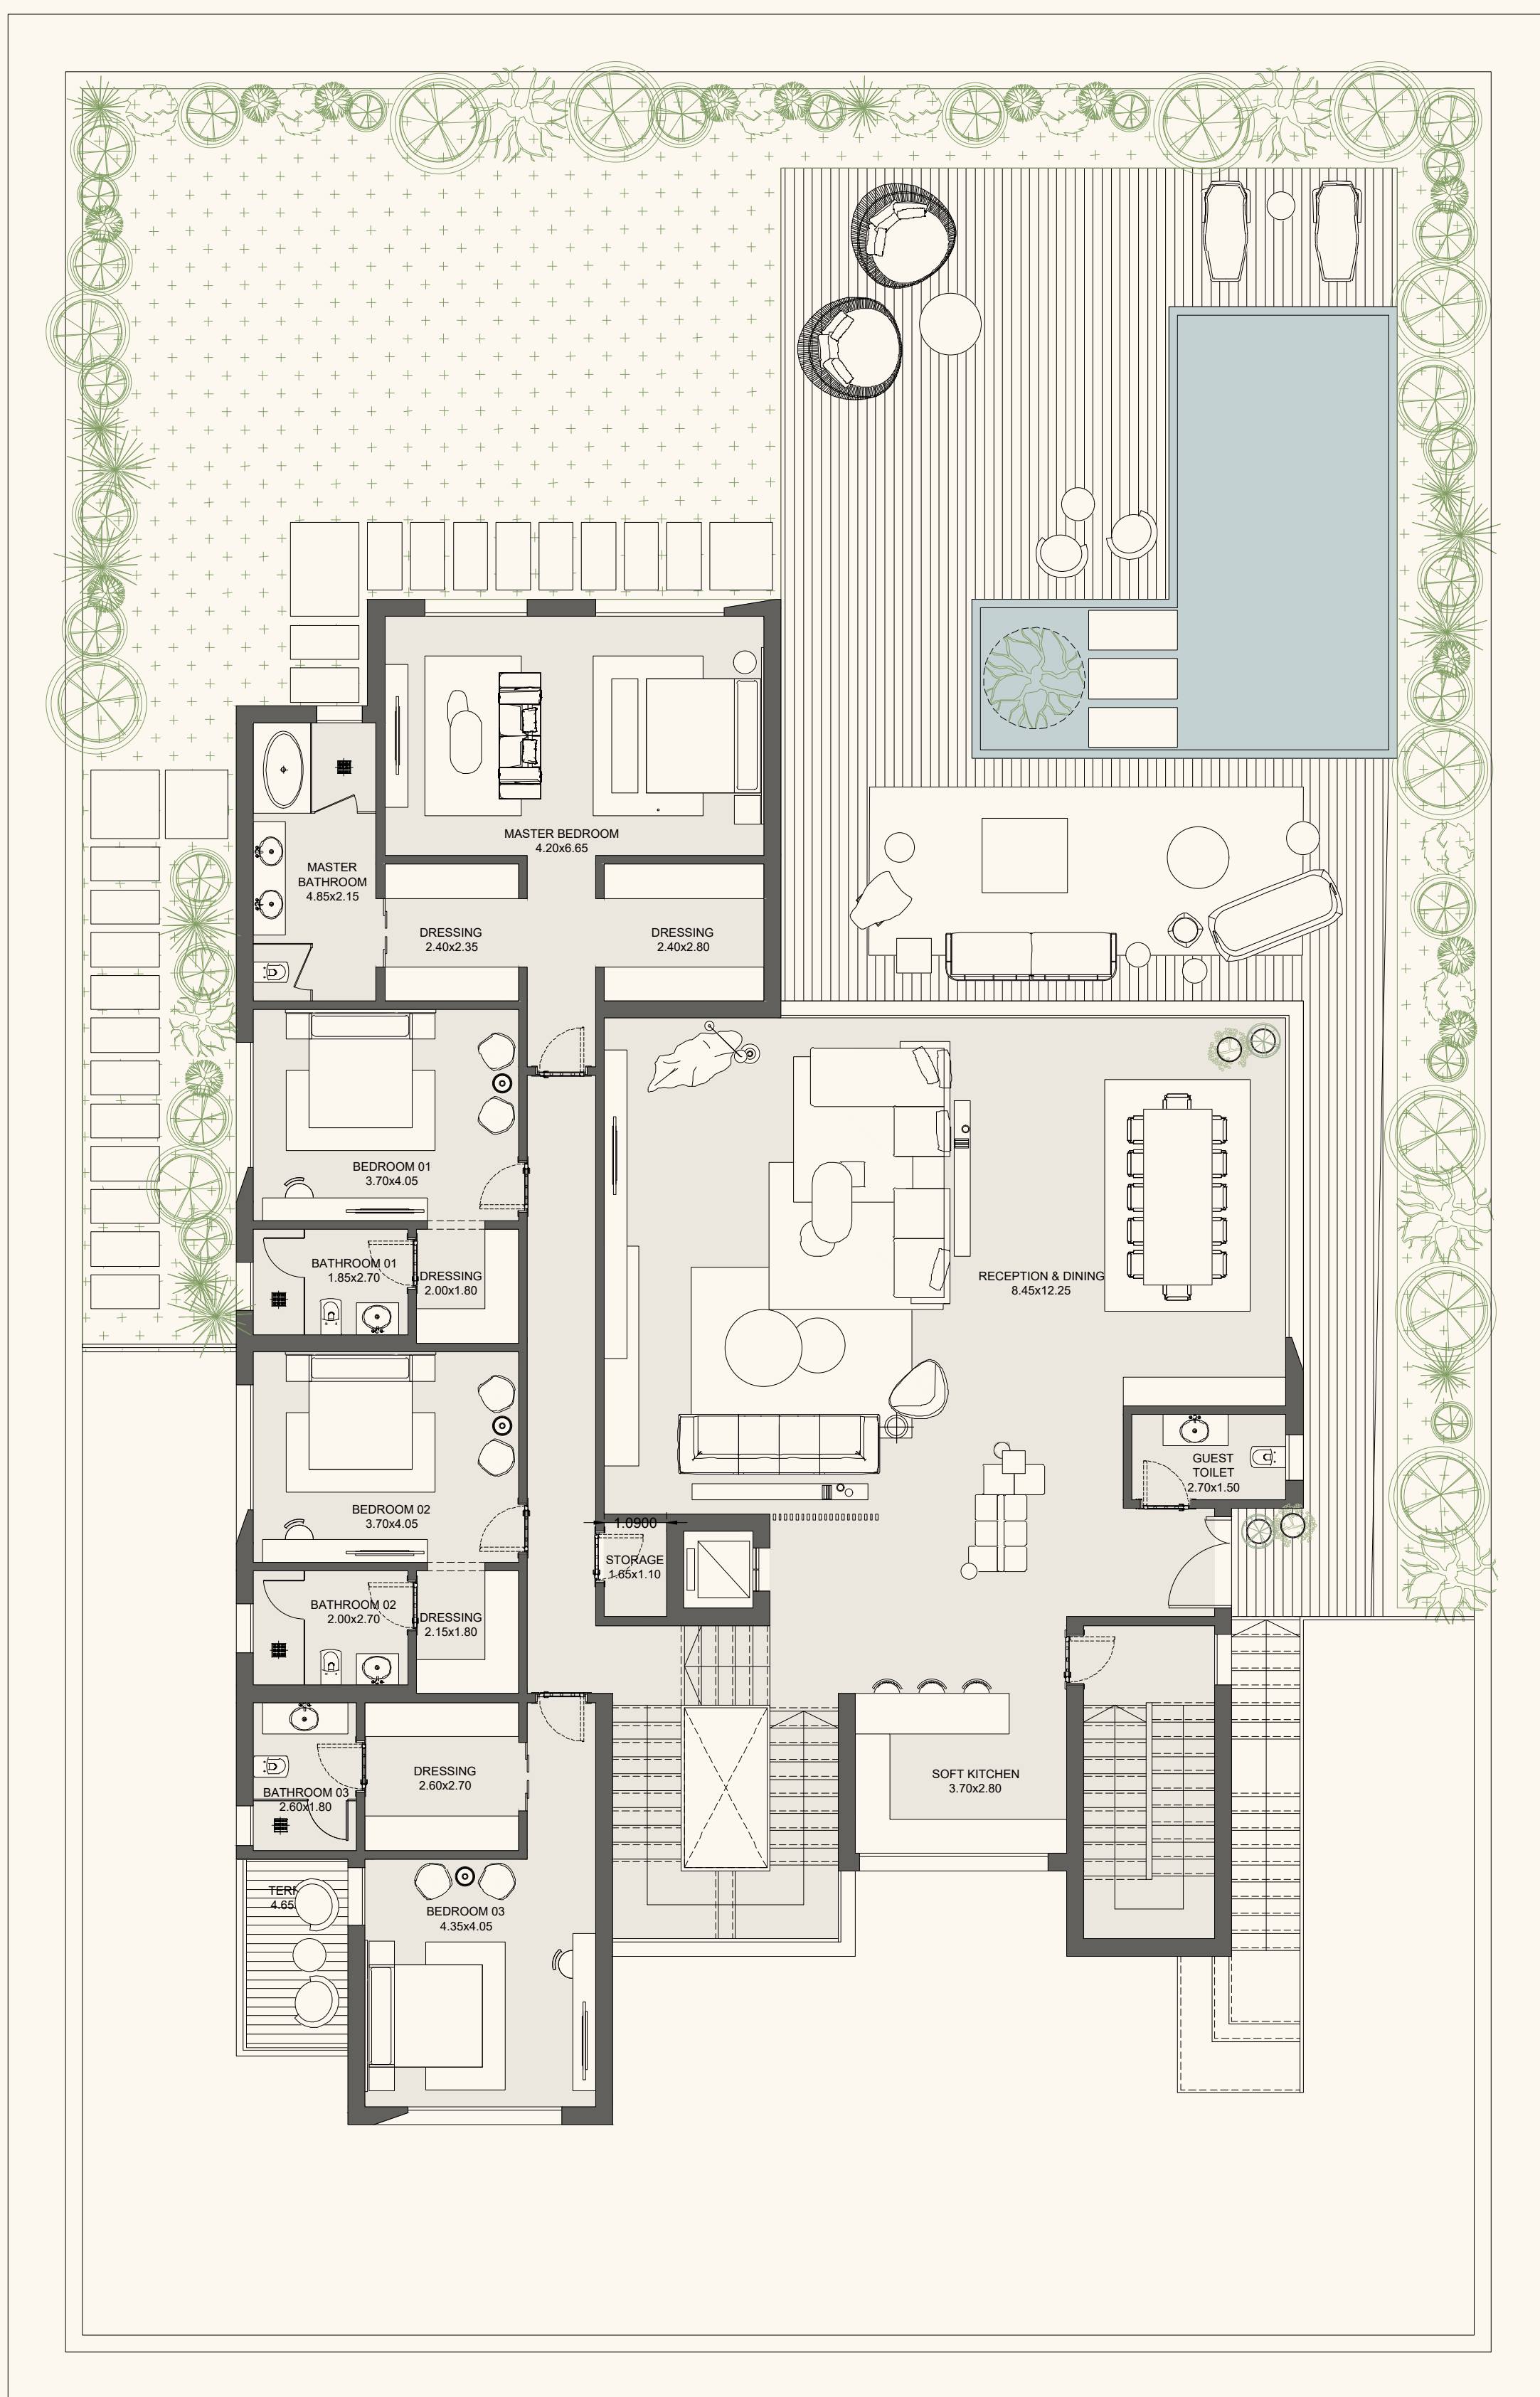 MASTER BEDROOM
4.20x6.65
MASTER
BATHROOM
4.85x2.15
DRESSING
2.40x2.35
DRESSING
2.40x2.80
BEDROOM 01
3.70x4.05
BATHROOM 01
1.85x2.70
DRESSING
2.00x1.80
RECEPTION & DINING
8.45x12.25
GUEST
TOILET
2.70x1.50
BEDROOM 02
3.70x4.05
1.0900
STORAGE
1.65x1.10
BATHROOM 02
2.00x2.70
DRESSING
2.15x1.80
DRESSING
2.60x2.70
SOFT KITCHEN
3.70x2.80
BATHROOM 03
2.60x1.80
4.65
BEDROOM 03
4.35x4.05